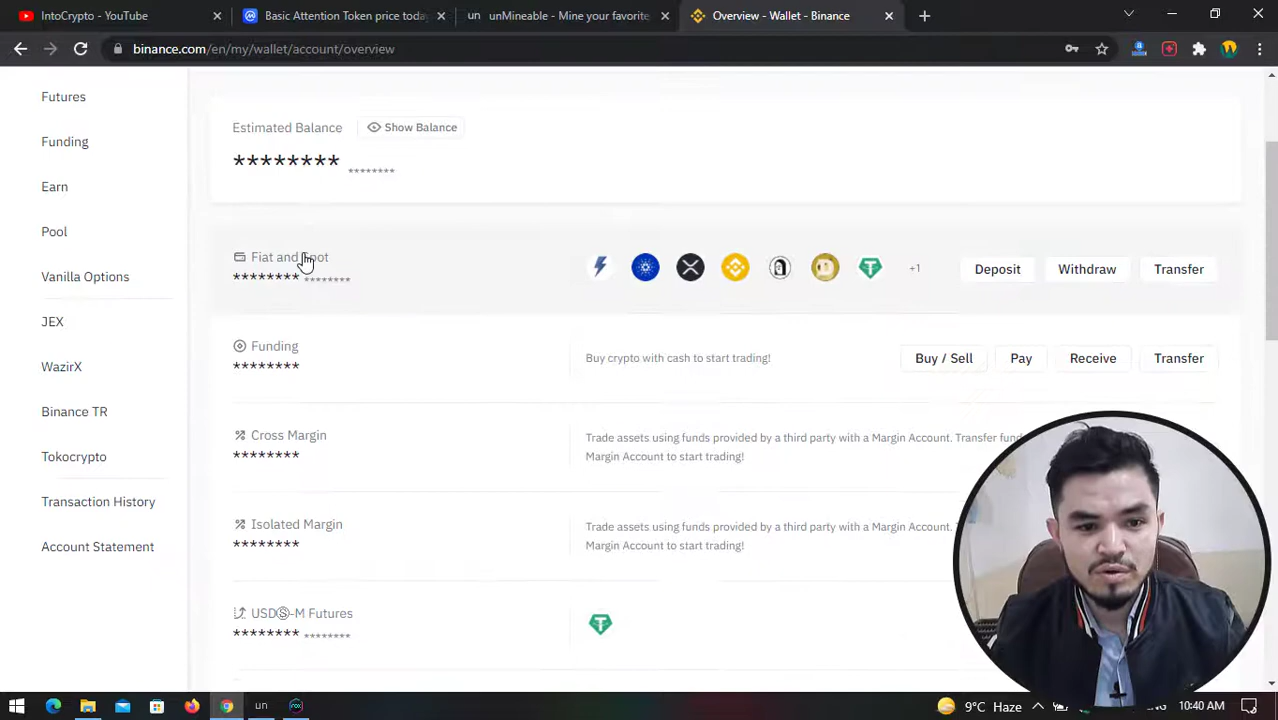 IntoCrypto - YouTube
Basic Attention Token price today
un unMineable - Mine your favorite
Overview - Wallet - Binance
binance.com/en/my/wallet/account/overview
Futures
Funding
Earn
Pool
Vanilla Options
JEX
WazirX
Binance TR
Tokocrypto
Transaction History
Account Statement
Estimated Balance Show Balance
******** ********
Fiat and Spot
******** ********
+1 Deposit Withdraw Transfer
Funding
********
Buy crypto with cash to start trading!
Buy / Sell Pay Receive Transfer
Cross Margin
********
Trade assets using funds provided by a third party with a Margin Account. Transfer
Margin Account to start trading!
Isolated Margin
********
Trade assets using funds provided by a third party with a Margin Account.
Margin Account to start trading!
USDⓈ-M Futures
******** ********
un
9°C Haze
10:40 AM